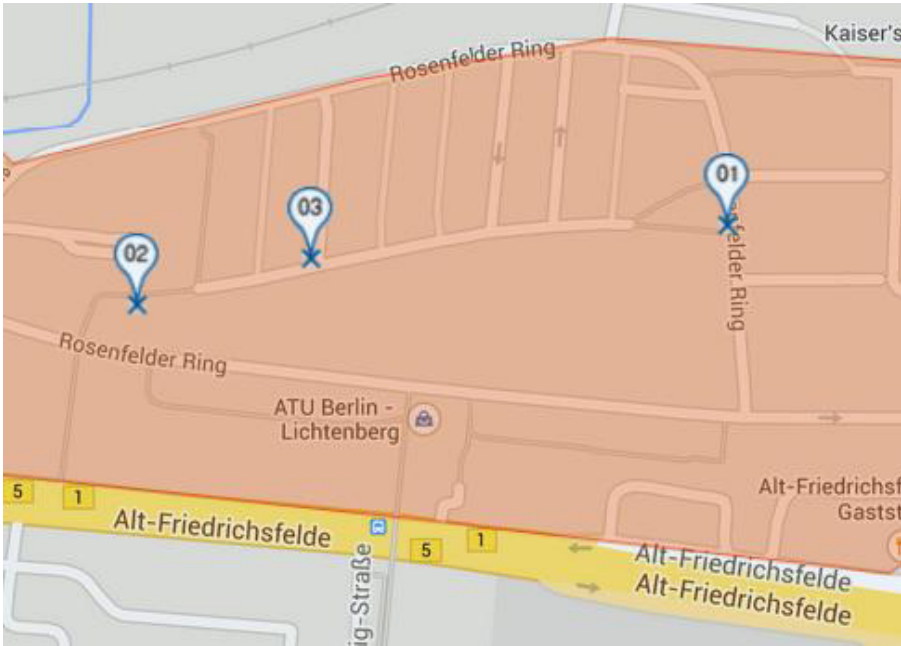 Kaiser's
Rosenfelder Ring
01
03
02
felder Ring
Rosenfelder Ring
ATU Berlin -
Lichtenberg
Alt-Friedrichsf
Gastst
5
1
Alt-Friedrichsfelde
5
1
Alt-Friedrichsfelde
Alt-Friedrichsfelde
ig-Straße